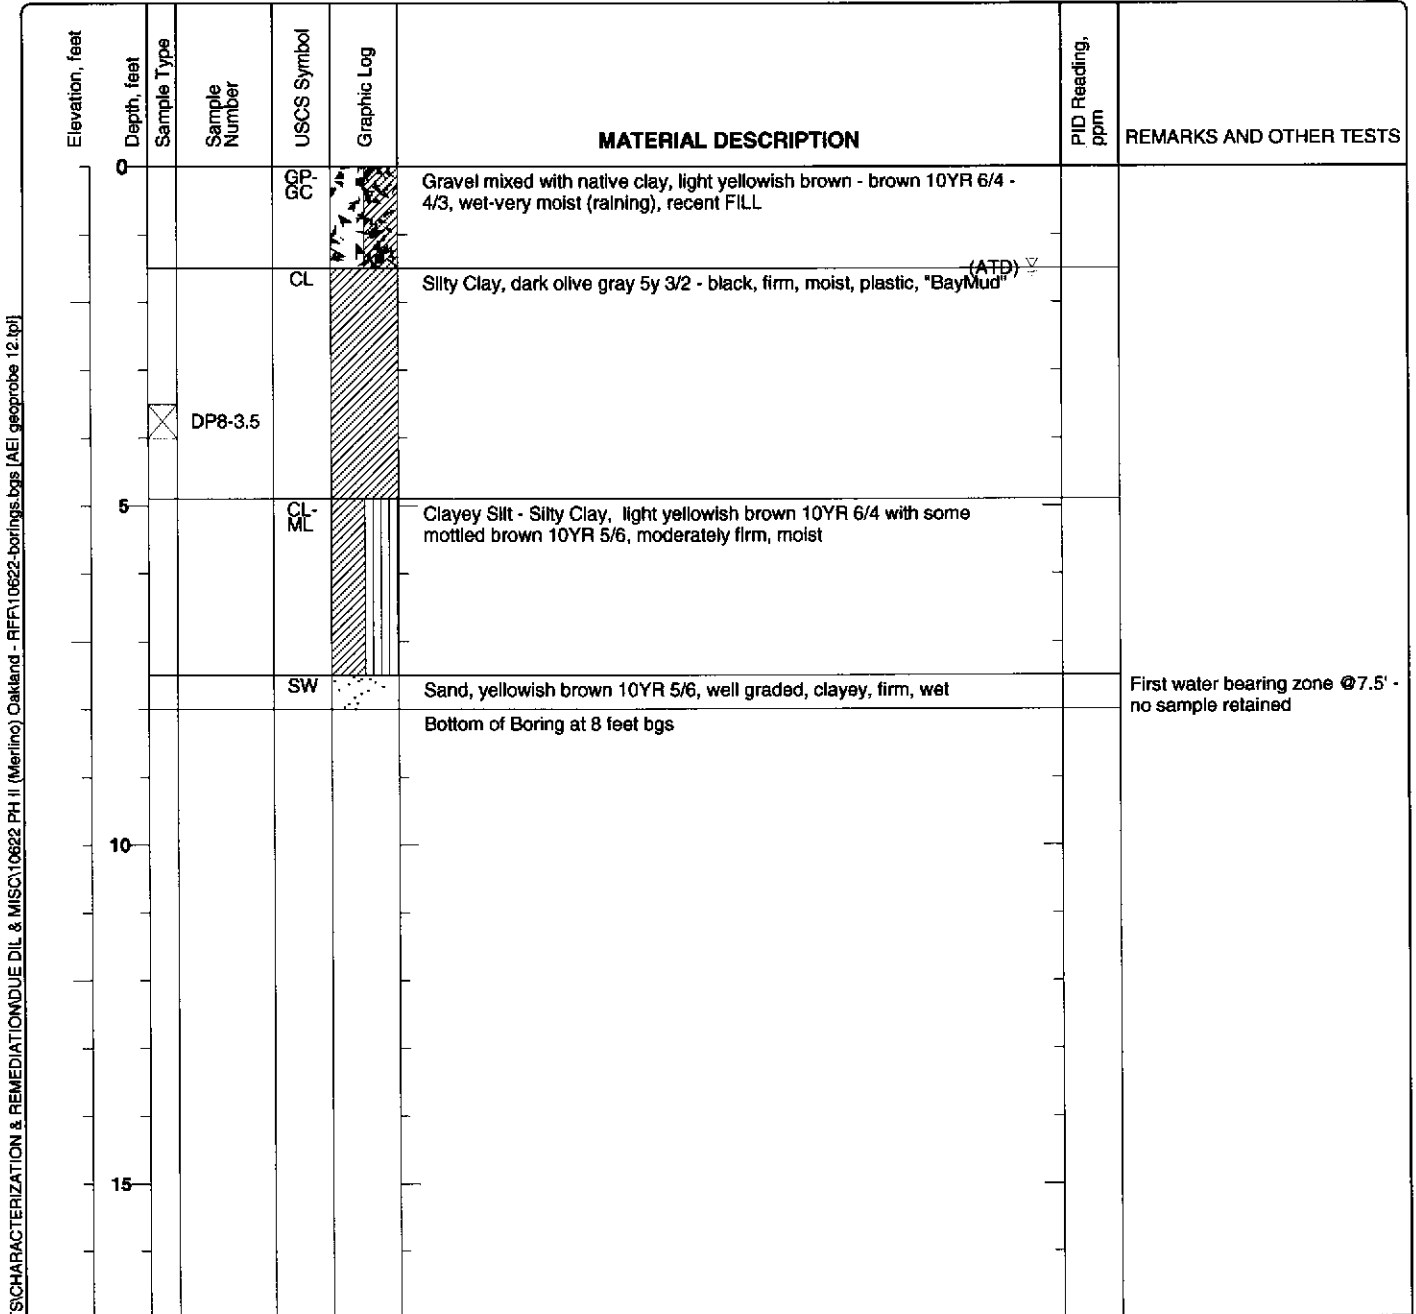 Elevation, feet
Depth, feet
Sample Type
Sample
Number
USCS Symbol
Graphic Log
MATERIAL DESCRIPTION
PID Reading,
ppm
REMARKS AND OTHER TESTS
0
GP-
GC
Gravel mixed with native clay, light yellowish brown - brown 10YR 6/4 -
4/3, wet-very moist (raining), recent FILL
(ATD)
CL
Silty Clay, dark olive gray 5y 3/2 - black, firm, moist, plastic, "BayMud"
DP8-3.5
5
CL-
ML
Clayey Silt - Silty Clay, light yellowish brown 10YR 6/4 with some
mottled brown 10YR 5/6, moderately firm, moist
SW
Sand, yellowish brown 10YR 5/6, well graded, clayey, firm, wet
First water bearing zone @7.5' -
no sample retained
Bottom of Boring at 8 feet bgs
10
15
S\CHARACTERIZATION & REMEDIATION\DUE DIL & MISC\10622 PH II (Merlino) Oakland - RFF\10622-borings.bgs [AEI geoprobe 12.tpl]